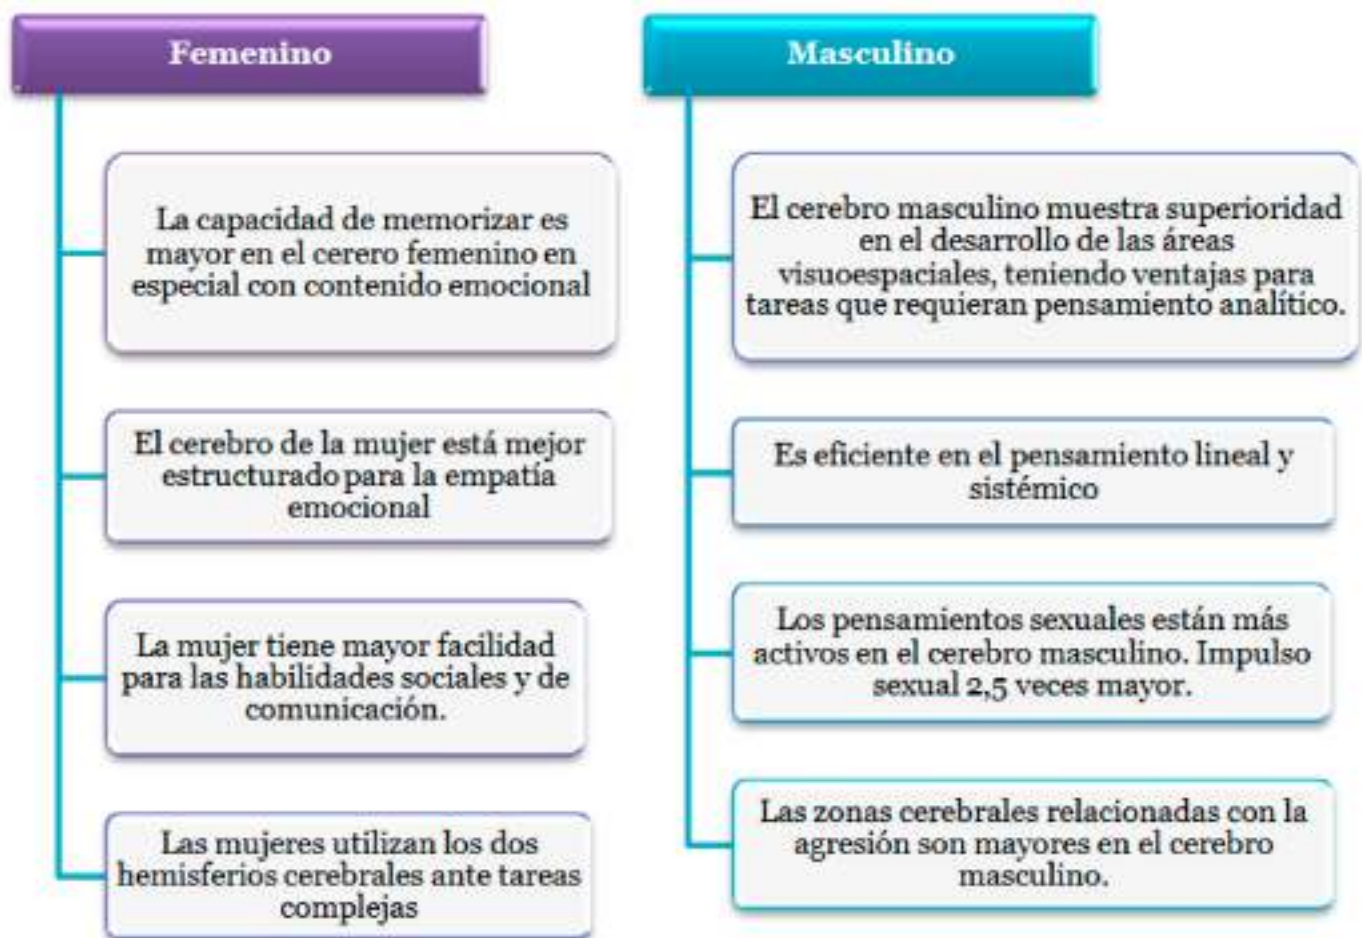 Femenino
La capacidad de memorizar es
mayor en el cerero femenino en
especial con contenido emocional
El cerebro de la mujer está mejor
estructurado para la empatía
emocional
La mujer tiene mayor facilidad
para las habilidades sociales y de
comunicación.
Las mujeres utilizan los dos
hemisferios cerebrales ante tareas
complejas
Masculino
El cerebro masculino muestra superioridad
en el desarrollo de las áreas
visuoespaciales, teniendo ventajas para
tareas que requieran pensamiento analítico.
Es eficiente en el pensamiento lineal y
sistémico
Los pensamientos sexuales están más
activos en el cerebro masculino. Impulso
sexual 2,5 veces mayor.
Las zonas cerebrales relacionadas con la
agresión son mayores en el cerebro
masculino.